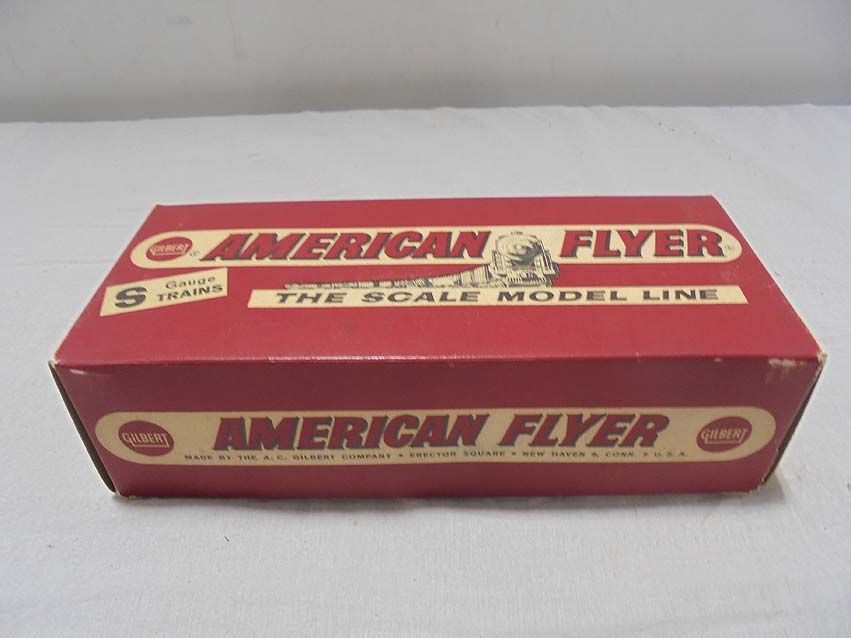 GILBERT ® AMERICAN FLYER ®
S Gauge TRAINS
THE SCALE MODEL LINE
GILBERT AMERICAN FLYER GILBERT
MADE BY THE A. C. GILBERT COMPANY • ERECTOR SQUARE • NEW HAVEN 6, CONN. • U. S. A.